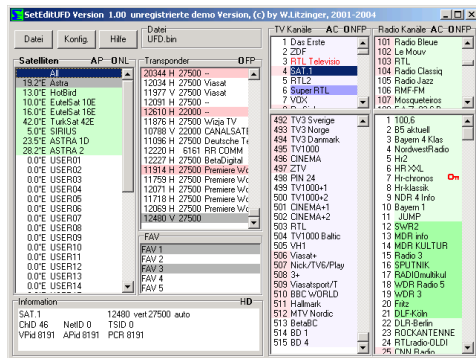 SetEditUFD Version 1.00 unregistrierte demo Version, (c) by W.Litzinger, 2001-2004
Datei
Konfig.
Hilfe
Datei
UFD.bin
Satelliten AP ONL
All
19.2°E Astra
13.0°E HotBird
10.0°E EutelSat 10E
16.0°E EutelSat 16E
42.0°E TurkSat 42E
5.0°E SIRIUS
23.5°E ASTRA 1D
28.2°E ASTRA 2
0.0°E USER01
0.0°E USER02
0.0°E USER03
0.0°E USER04
0.0°E USER05
0.0°E USER06
0.0°E USER07
0.0°E USER08
0.0°E USER09
0.0°E USER10
0.0°E USER11
0.0°E USER12
0.0°E USER13
0.0°E USER14
Transponder OFP
20344 H 27500 --
12034 H 27500 Viasat
11977 V 27500 Viasat
12091 H 27500 --
12610 H 22000 --
11876 H 27500 Wizja TV
10788 V 22000 CANALSATE
11096 H 27500 Deutsche Te
12220 H 6161 RR COMM
12227 H 27500 BetaDigital
11914 H 27500 Premiere Wo
11759 H 27500 Premiere Wo
12071 H 27500 Premiere Wo
11718 H 27500 Premiere Wo
12069 H 27500 Premiere Wo
12480 V 27500
FAV
FAV 1
FAV 2
FAV 3
FAV 4
FAV 5
Information HD
SAT.1 12480 vert 27500 auto
ChID 46 NetID 0 TSID 0
VPid 8191 APid 8191 PCR 8191
TV Kanäle AC ONFP
1 Das Erste
2 ZDF
3 RTL Televisio
4 SAT.1
5 RTL2
6 Super RTL
7 VOX
492 TV3 Sverige
493 TV3 Norge
494 TV3 Danmark
495 TV1000
496 CINEMA
497 ZTV
498 PIN 24
499 TV1000+1
500 TV1000+2
501 CINEMA+1
502 CINEMA+2
503 RTL
504 TV1000 Baltic
505 VH1
506 Viasat+
507 Nick/TV6/Play
508 3+
509 Viasatsport/T
510 BBC WORLD
511 Hallmark
512 MTV Nordic
513 BetaBC
514 BD 1
515 BD 4
Radio Kanäle AC ONFP
101 Radio Bleue
102 Le Mouv
103 RTL
104 Radio Classiq
105 Radio Jazz
106 RMF-FM
107 Mosqueteiros
1 100,6
2 B5 aktuell
3 Bayern 4 Klas
4 NordwestRadio
5 Hr2
6 HR XXL
7 Hr-chronos
8 Hr-klassik
9 NDR 4 Info
10 Bayern 1
11 JUMP
12 SWR2
13 MDR info
14 MDR KULTUR
15 Radio 3
16 SPUTNIK
17 RADIOmultikul
18 WDR Radio 5
19 WDR 3
20 Fritz
21 DLF-Köln
22 DLR-Berlin
23 ROCKANTENNE
24 RTLradio-OLDI
25 CNN Radio